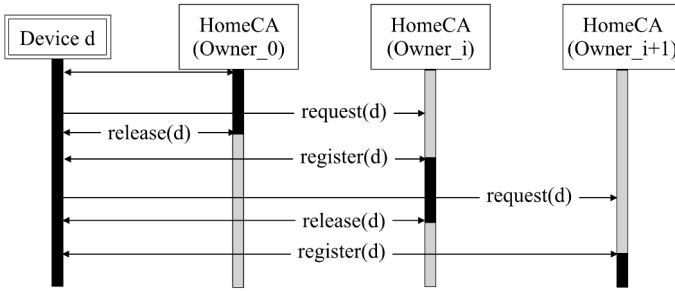 Device d
HomeCA
(Owner_0)
HomeCA
(Owner_i)
HomeCA
(Owner_i+1)
request(d)
release(d)
register(d)
request(d)
release(d)
register(d)